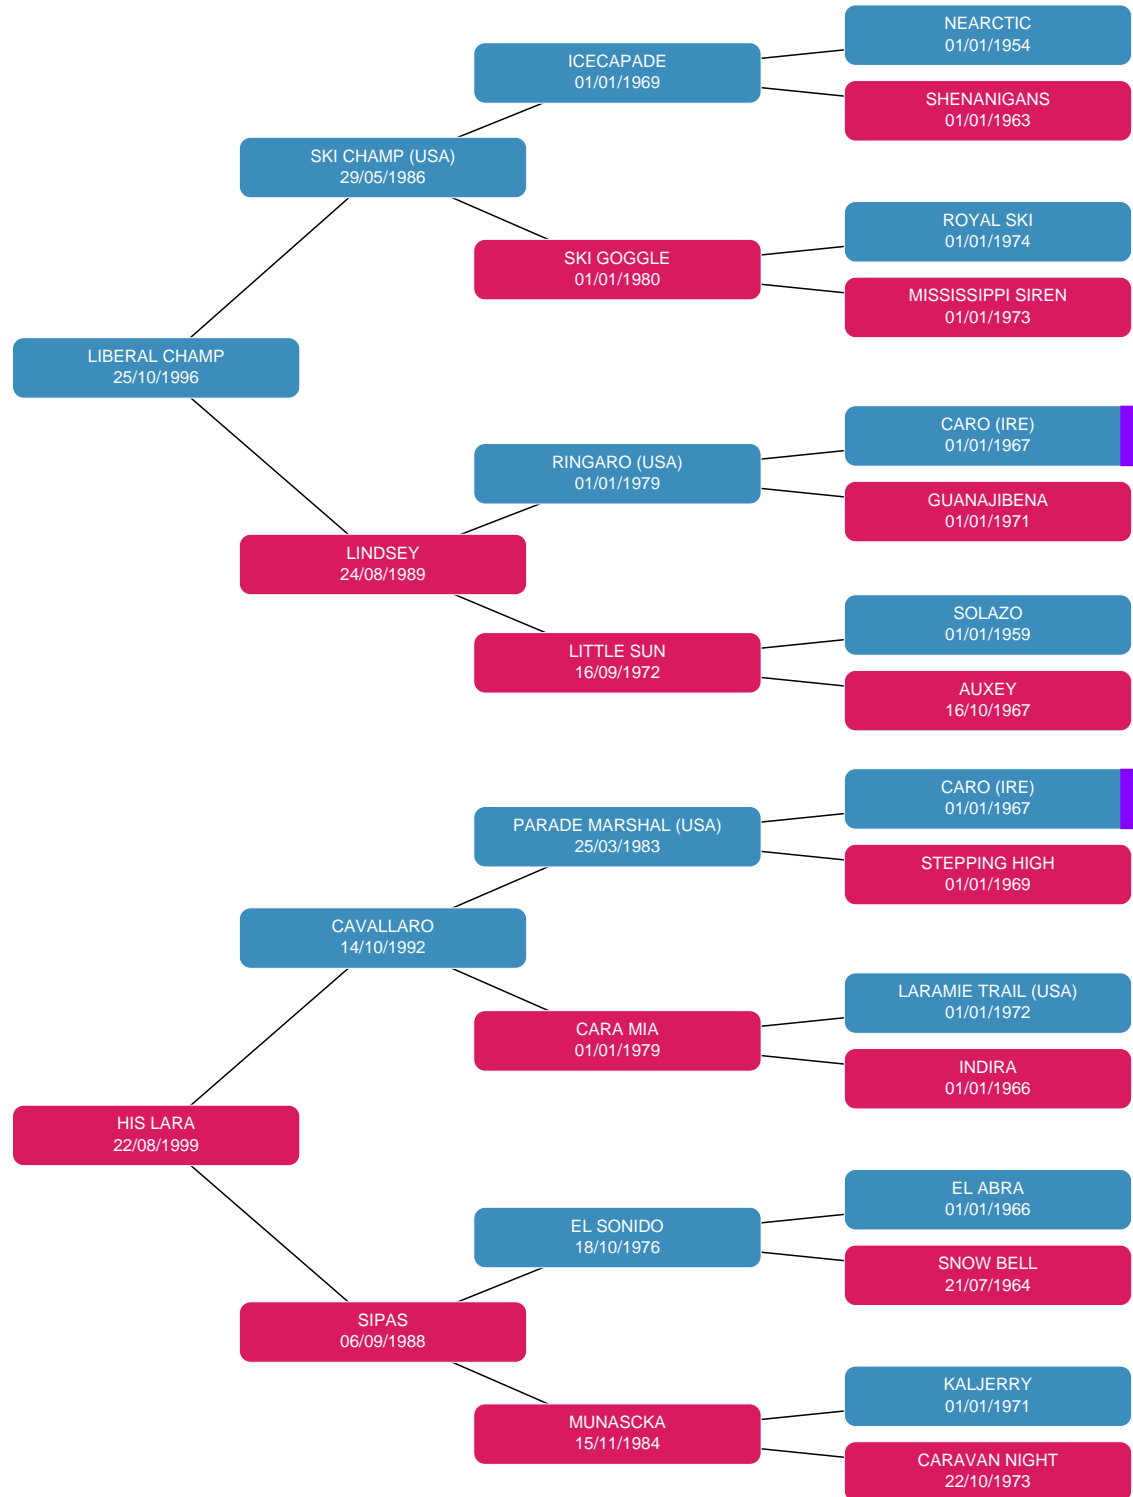 NEARCTIC
01/01/1954
ICECAPADE
01/01/1969
SHENANIGANS
01/01/1963
SKI CHAMP (USA)
29/05/1986
ROYAL SKI
01/01/1974
SKI GOGGLE
01/01/1980
MISSISSIPPI SIREN
01/01/1973
LIBERAL CHAMP
25/10/1996
CARO (IRE)
01/01/1967
RINGARO (USA)
01/01/1979
GUANAJIBENA
01/01/1971
LINDSEY
24/08/1989
SOLAZO
01/01/1959
LITTLE SUN
16/09/1972
AUXEY
16/10/1967
CARO (IRE)
01/01/1967
PARADE MARSHAL (USA)
25/03/1983
STEPPING HIGH
01/01/1969
CAVALLARO
14/10/1992
LARAMIE TRAIL (USA)
01/01/1972
CARA MIA
01/01/1979
INDIRA
01/01/1966
HIS LARA
22/08/1999
EL ABRA
01/01/1966
EL SONIDO
18/10/1976
SNOW BELL
21/07/1964
SIPAS
06/09/1988
KALJERRY
01/01/1971
MUNASCKA
15/11/1984
CARAVAN NIGHT
22/10/1973